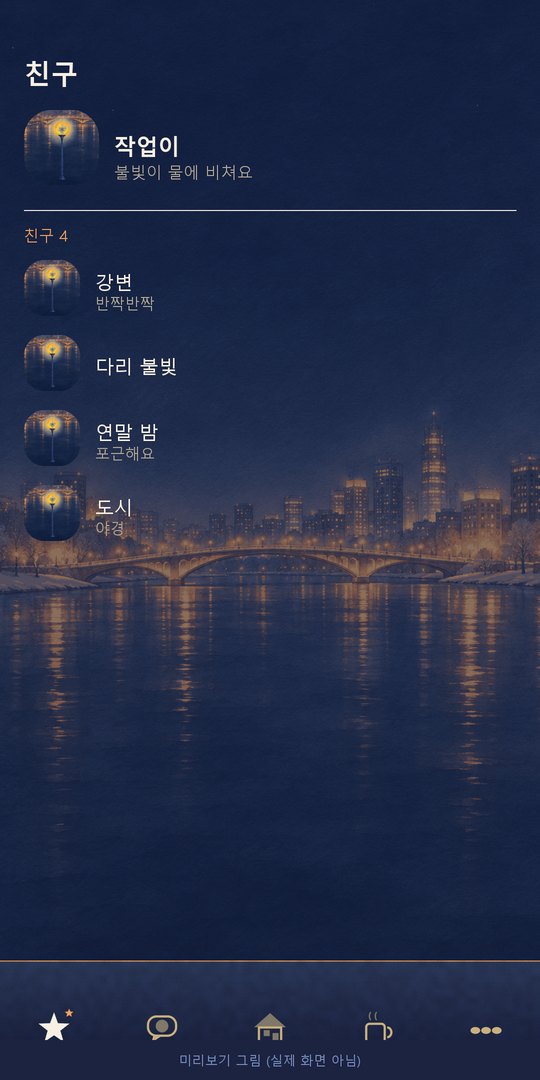 친구
작업이
불빛이 물에 비쳐요
친구 4
강변
반짝반짝
다리 불빛
연말 밤
포근해요
도시
야경
미리보기 그림 (실제 화면 아님)